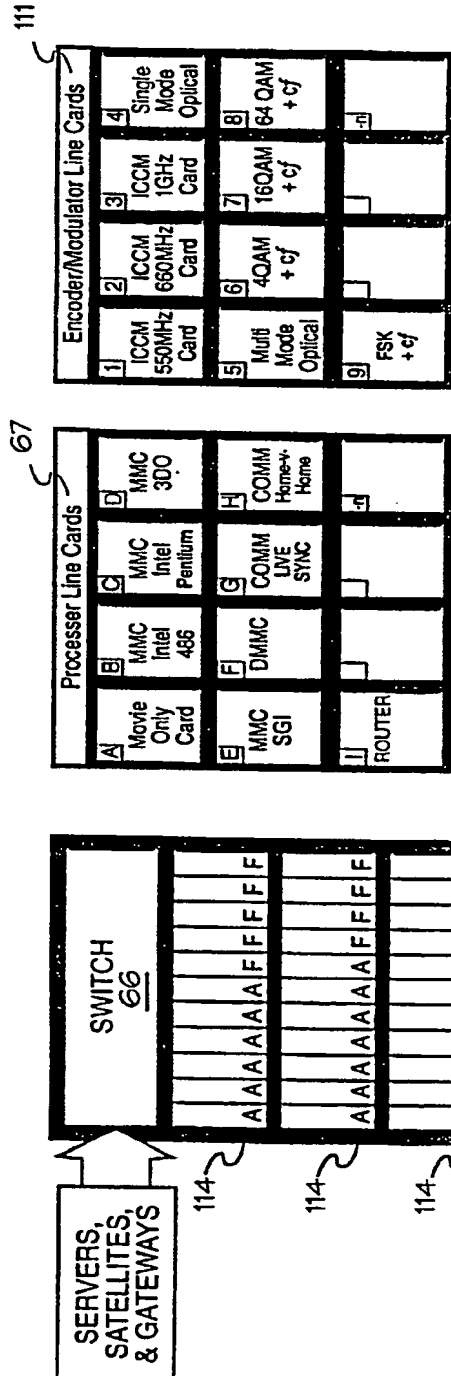 SERVERS,
SATELLITES,
& GATEWAYS
SWITCH
66
114
A A A A A A F F F F F
114
A A A A A A A F F F F
114
67
Processer Line Cards
A
Movie
Only
Card
B
MMC
Intel
486
C
MMC
Intel
Pentium
D
MMC
3DO
E
MMC
SGI
F
DMMC
G
COMM
LIVE
SYNC
H
COMM
Home-v-
Home
I
ROUTER
-n
111
Encoder/Modulator Line Cards
1
ICCM
550MHz
Card
2
ICCM
660MHz
Card
3
ICCM
1GHz
Card
4
Single
Mode
Optical
5
Multi
Mode
Optical
6
4QAM
+ cf
7
16QAM
+ cf
8
64 QAM
+ cf
9
FSK
+ cf
-n